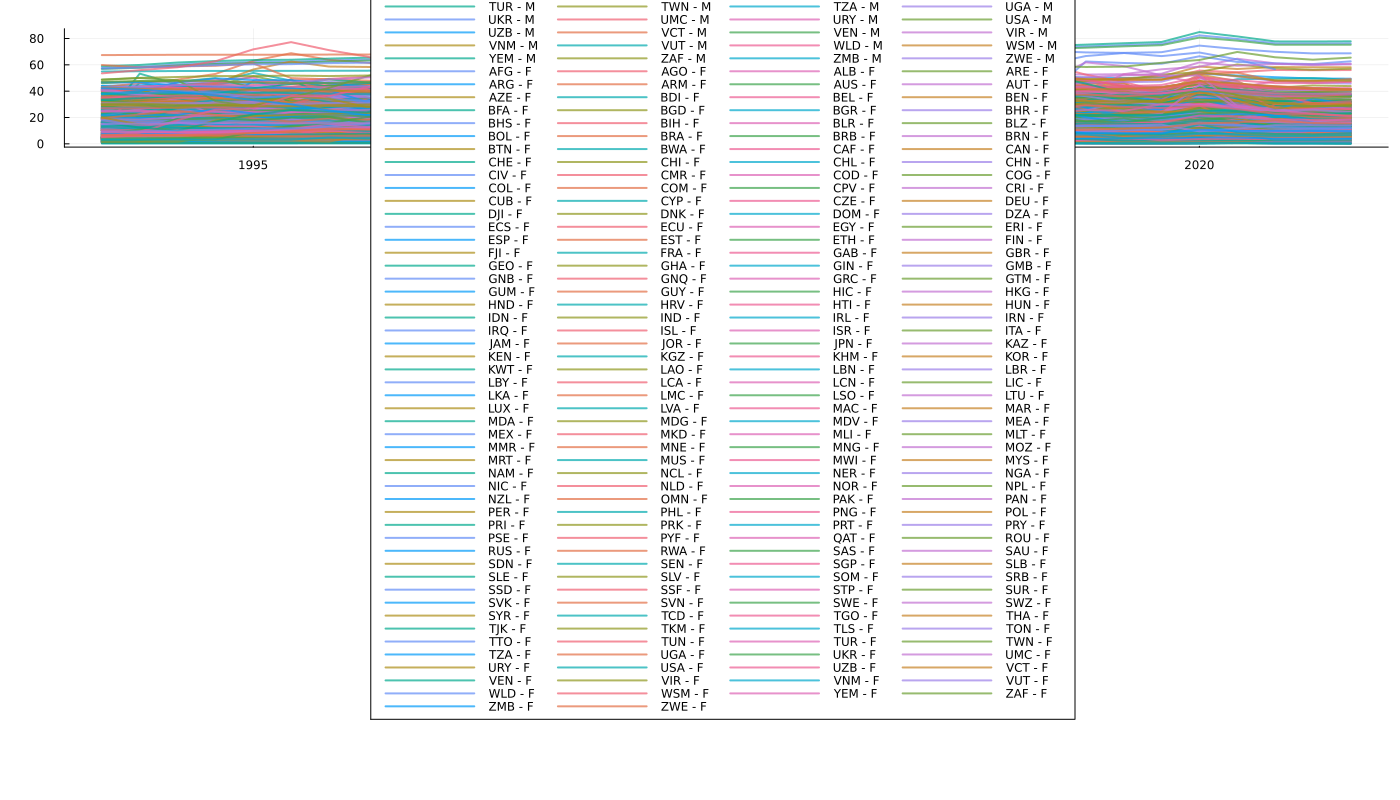 TUR - M TWN - M TZA - M UGA - M
UKR - M UMC - M URY - M USA - M
UZB - M VCT - M VEN - M VIR - M
VNM - M VUT - M WLD - M WSM - M
YEM - M ZAF - M ZMB - M ZWE - M
AFG - F AGO - F ALB - F ARE - F
ARG - F ARM - F AUS - F AUT - F
AZE - F BDI - F BEL - F BEN - F
BFA - F BGD - F BGR - F BHR - F
BHS - F BIH - F BLR - F BLZ - F
BOL - F BRA - F BRB - F BRN - F
BTN - F BWA - F CAF - F CAN - F
CHE - F CHI - F CHL - F CHN - F
CIV - F CMR - F COD - F COG - F
COL - F COM - F CPV - F CRI - F
CUB - F CYP - F CZE - F DEU - F
DJI - F DNK - F DOM - F DZA - F
ECS - F ECU - F EGY - F ERI - F
ESP - F EST - F ETH - F FIN - F
FJI - F FRA - F GAB - F GBR - F
GEO - F GHA - F GIN - F GMB - F
GNB - F GNQ - F GRC - F GTM - F
GUM - F GUY - F HIC - F HKG - F
HND - F HRV - F HTI - F HUN - F
IDN - F IND - F IRL - F IRN - F
IRQ - F ISL - F ISR - F ITA - F
JAM - F JOR - F JPN - F KAZ - F
KEN - F KGZ - F KHM - F KOR - F
KWT - F LAO - F LBN - F LBR - F
LBY - F LCA - F LCN - F LIC - F
LKA - F LMC - F LSO - F LTU - F
LUX - F LVA - F MAC - F MAR - F
MDA - F MDG - F MDV - F MEA - F
MEX - F MKD - F MLI - F MLT - F
MMR - F MNE - F MNG - F MOZ - F
MRT - F MUS - F MWI - F MYS - F
NAM - F NCL - F NER - F NGA - F
NIC - F NLD - F NOR - F NPL - F
NZL - F OMN - F PAK - F PAN - F
PER - F PHL - F PNG - F POL - F
PRI - F PRK - F PRT - F PRY - F
PSE - F PYF - F QAT - F ROU - F
RUS - F RWA - F SAS - F SAU - F
SDN - F SEN - F SGP - F SLB - F
SLE - F SLV - F SOM - F SRB - F
SSD - F SSF - F STP - F SUR - F
SVK - F SVN - F SWE - F SWZ - F
SYR - F TCD - F TGO - F THA - F
TJK - F TKM - F TLS - F TON - F
TTO - F TUN - F TUR - F TWN - F
TZA - F UGA - F UKR - F UMC - F
URY - F USA - F UZB - F VCT - F
VEN - F VIR - F VNM - F VUT - F
WLD - F WSM - F YEM - F ZAF - F
ZMB - F ZWE - F
80
60
40
20
0
1995 2020